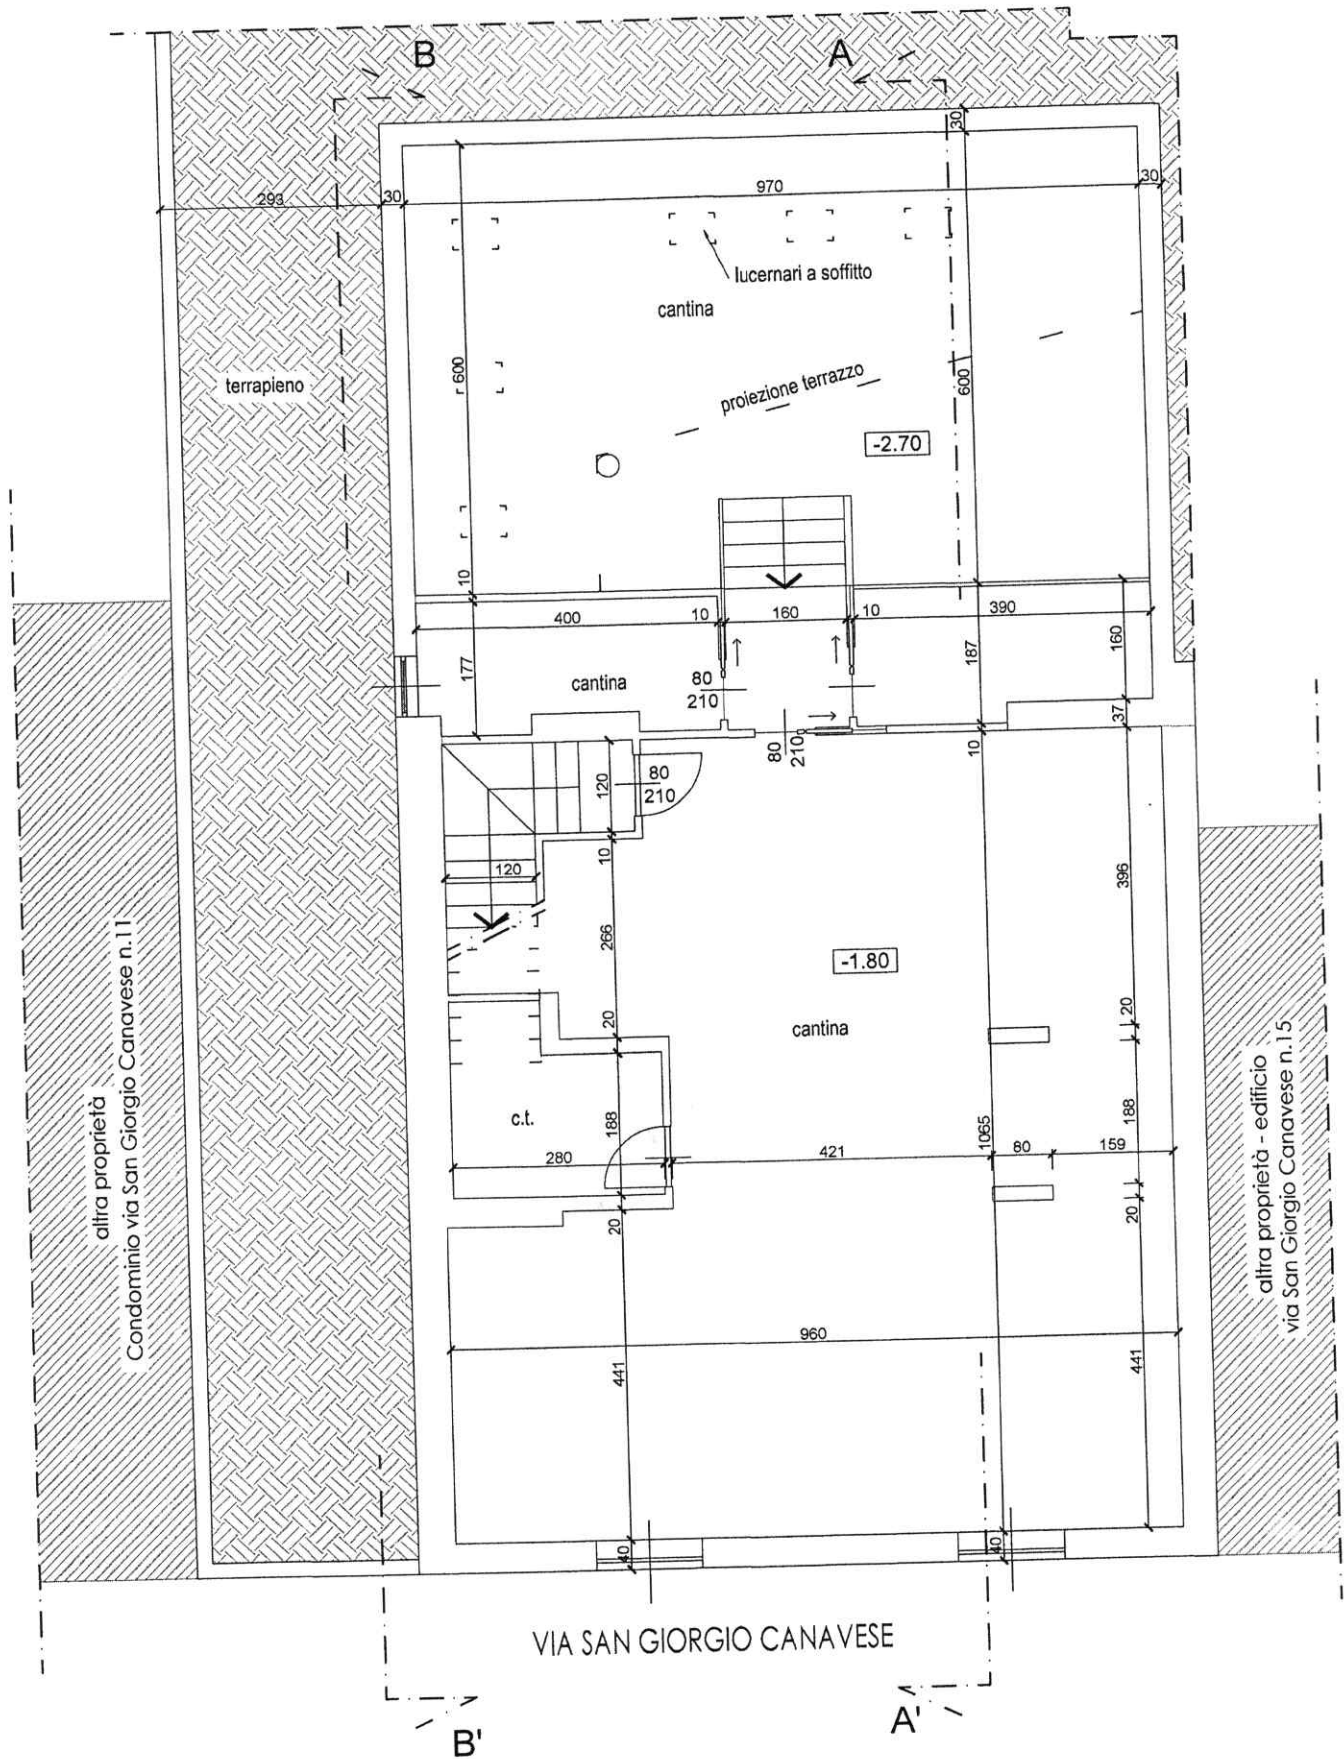 B
A
30
293
30
970
30
lucernari a soffitto
cantina
terrapieno
600
proiezione terrazzo
600
-2.70
10
400
10
160
10
390
177
cantina
80
210
187
160
37
80
210
10
120
80
210
120
10
396
266
-1.80
20
cantina
20
altra proprietà
Condominio via San Giorgio Canavese n.11
c.t.
188
280
421
1065
80
159
188
20
20
altra proprietà - edificio
via San Giorgio Canavese n.15
960
441
441
40
40
VIA SAN GIORGIO CANAVESE
B'
A'